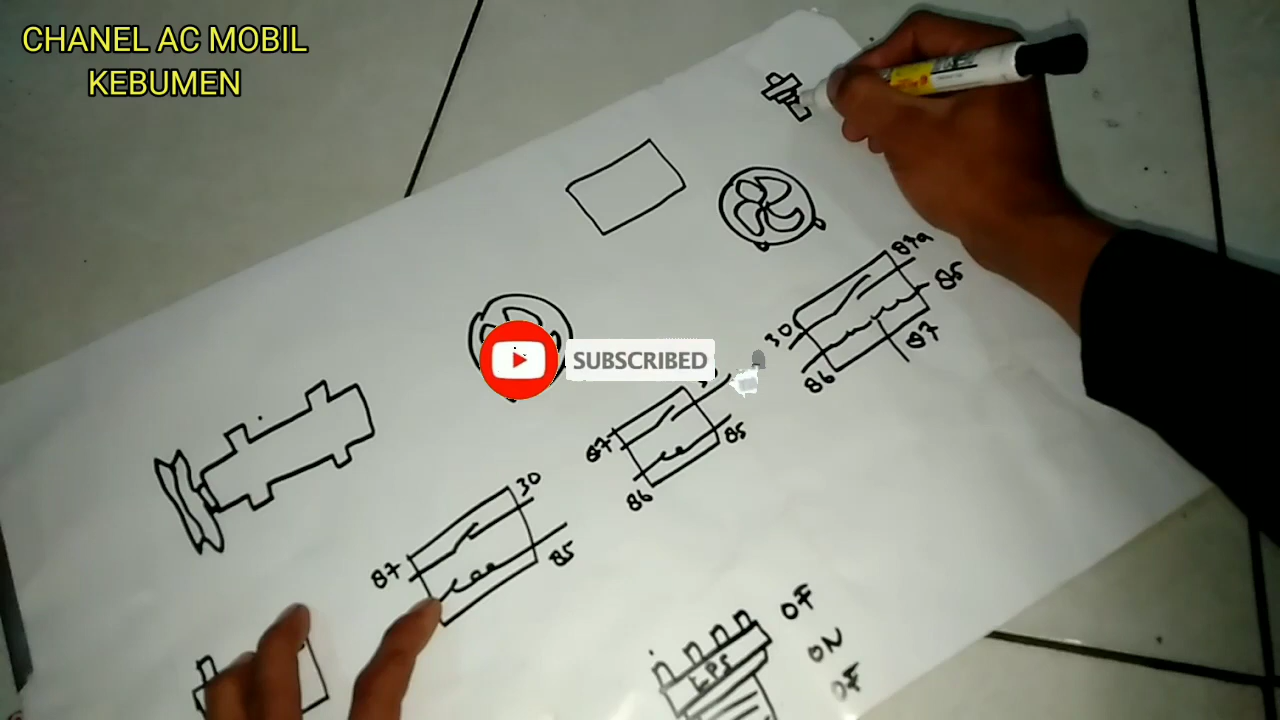 CHANEL AC MOBIL
KEBUMEN
87a
85
30
87
86
SUBSCRIBED
87
85
86
30
87
85
OF
ON
OF